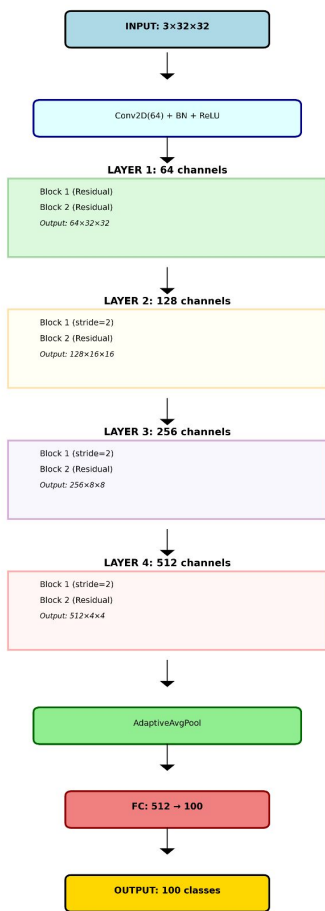 INPUT: 3×32×32
Conv2D(64) + BN + ReLU
LAYER 1: 64 channels
Block 1 (Residual)
Block 2 (Residual)
Output: 64×32×32
LAYER 2: 128 channels
Block 1 (stride=2)
Block 2 (Residual)
Output: 128×16×16
LAYER 3: 256 channels
Block 1 (stride=2)
Block 2 (Residual)
Output: 256×8×8
LAYER 4: 512 channels
Block 1 (stride=2)
Block 2 (Residual)
Output: 512×4×4
AdaptiveAvgPool
FC: 512 → 100
OUTPUT: 100 classes